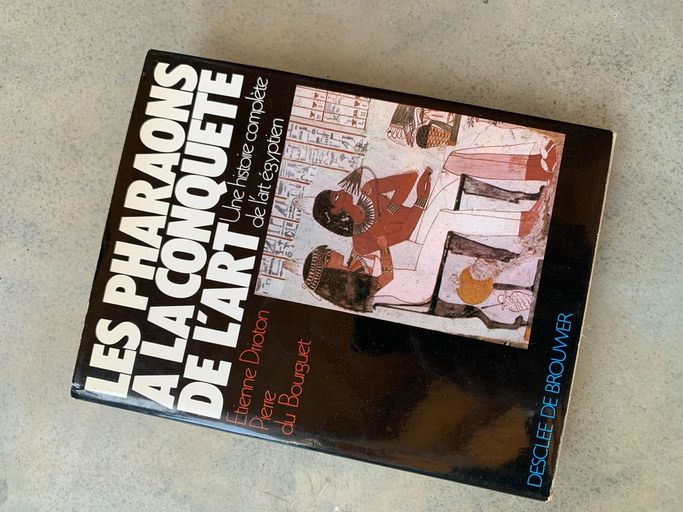 LES PHARAONS
A LA CONQUETE
DE L'ART
Une histoire complète
de l'art égyptien
Etienne Drioton
Pierre
du Bourguet
DESCLEE DE BROUWER